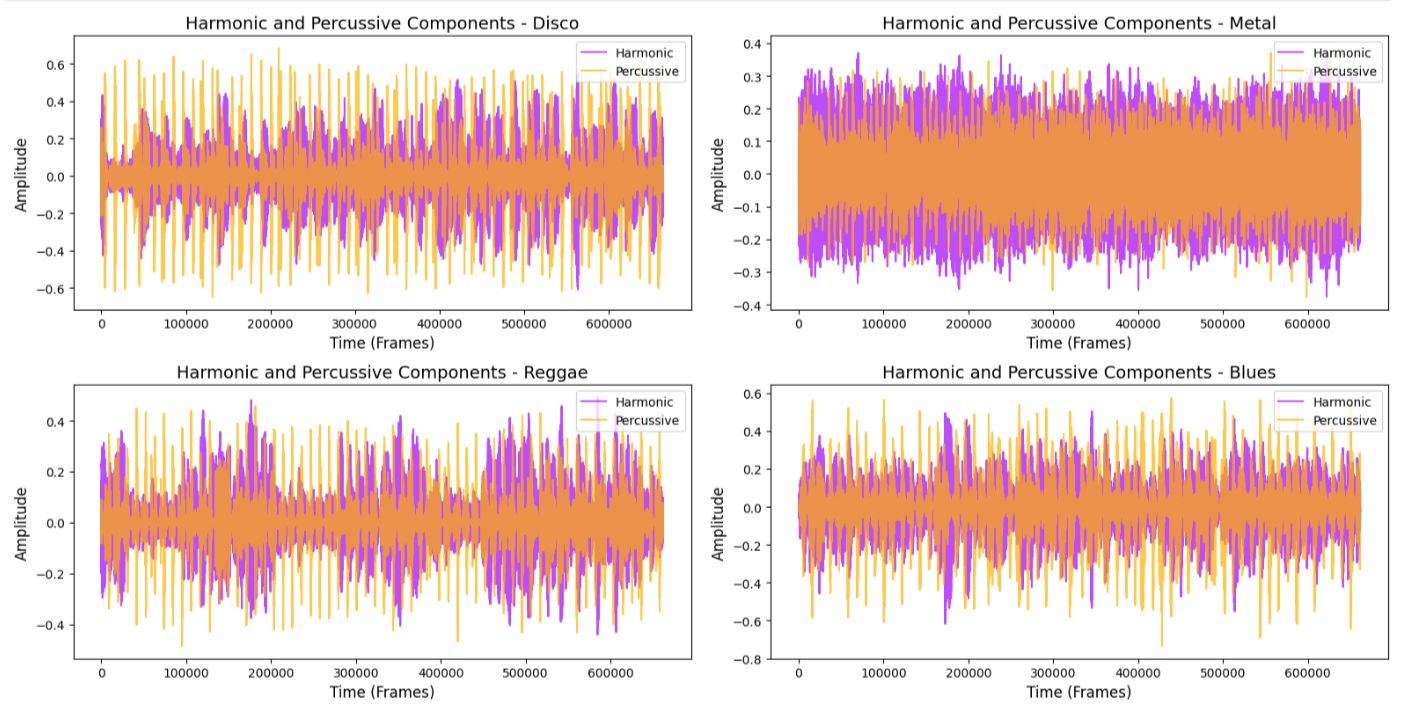 Harmonic and Percussive Components - Disco
Harmonic
Percussive
0.6
0.4
0.2
0.0
−0.2
−0.4
−0.6
Amplitude
0
100000
200000
300000
400000
500000
600000
Time (Frames)
Harmonic and Percussive Components - Metal
Harmonic
Percussive
0.4
0.3
0.2
0.1
0.0
−0.1
−0.2
−0.3
−0.4
Amplitude
0
100000
200000
300000
400000
500000
600000
Time (Frames)
Harmonic and Percussive Components - Reggae
Harmonic
Percussive
0.4
0.2
0.0
−0.2
−0.4
Amplitude
0
100000
200000
300000
400000
500000
600000
Time (Frames)
Harmonic and Percussive Components - Blues
Harmonic
Percussive
0.6
0.4
0.2
0.0
−0.2
−0.4
−0.6
−0.8
Amplitude
0
100000
200000
300000
400000
500000
600000
Time (Frames)